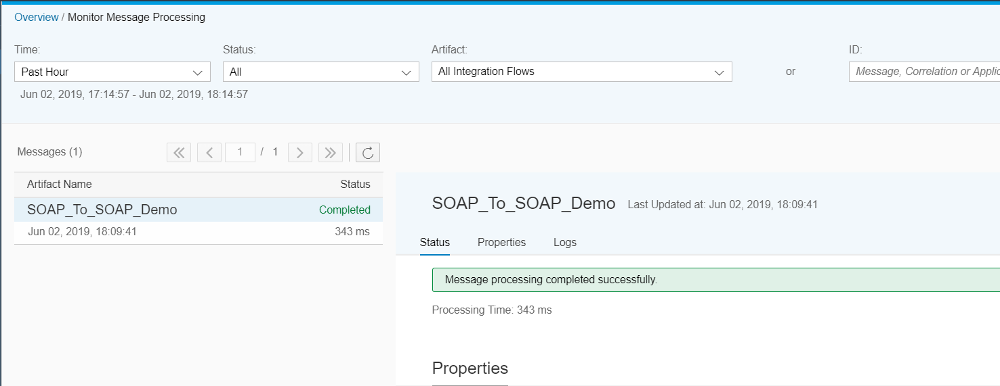 Overview / Monitor Message Processing
Time: Status: Artifact: ID:
Past Hour All All Integration Flows or Message, Correlation or Applic
Jun 02, 2019, 17:14:57 - Jun 02, 2019, 18:14:57
Messages (1) 1 / 1
Artifact Name Status
SOAP_To_SOAP_Demo Completed
Jun 02, 2019, 18:09:41 343 ms
SOAP_To_SOAP_Demo Last Updated at: Jun 02, 2019, 18:09:41
Status Properties Logs
Message processing completed successfully.
Processing Time: 343 ms
Properties